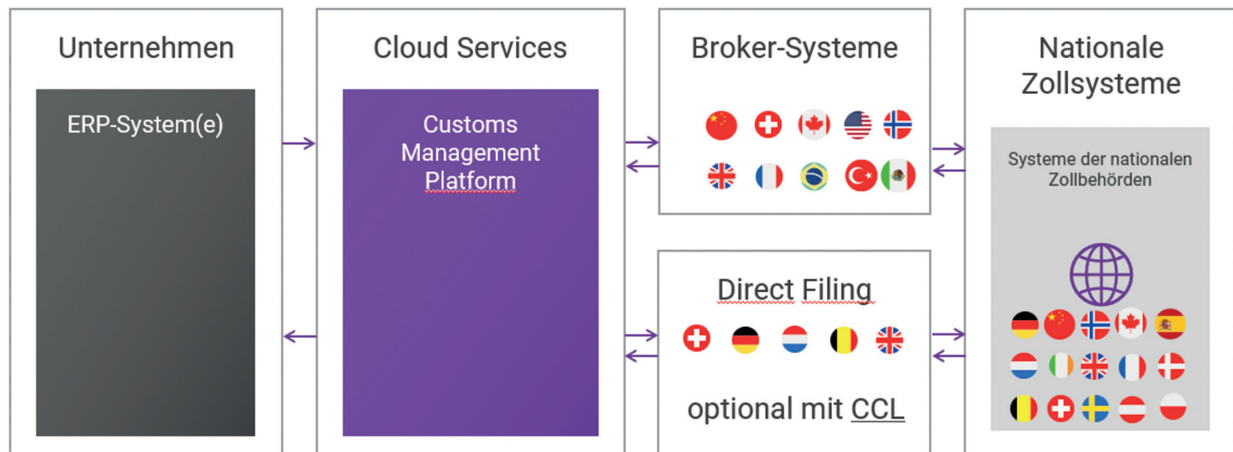 Unternehmen
ERP-System(e)
Cloud Services
Customs
Management
Platform
Broker-Systeme
Direct Filing
optional mit CCL
Nationale
Zollsysteme
Systeme der nationalen
Zollbehörden